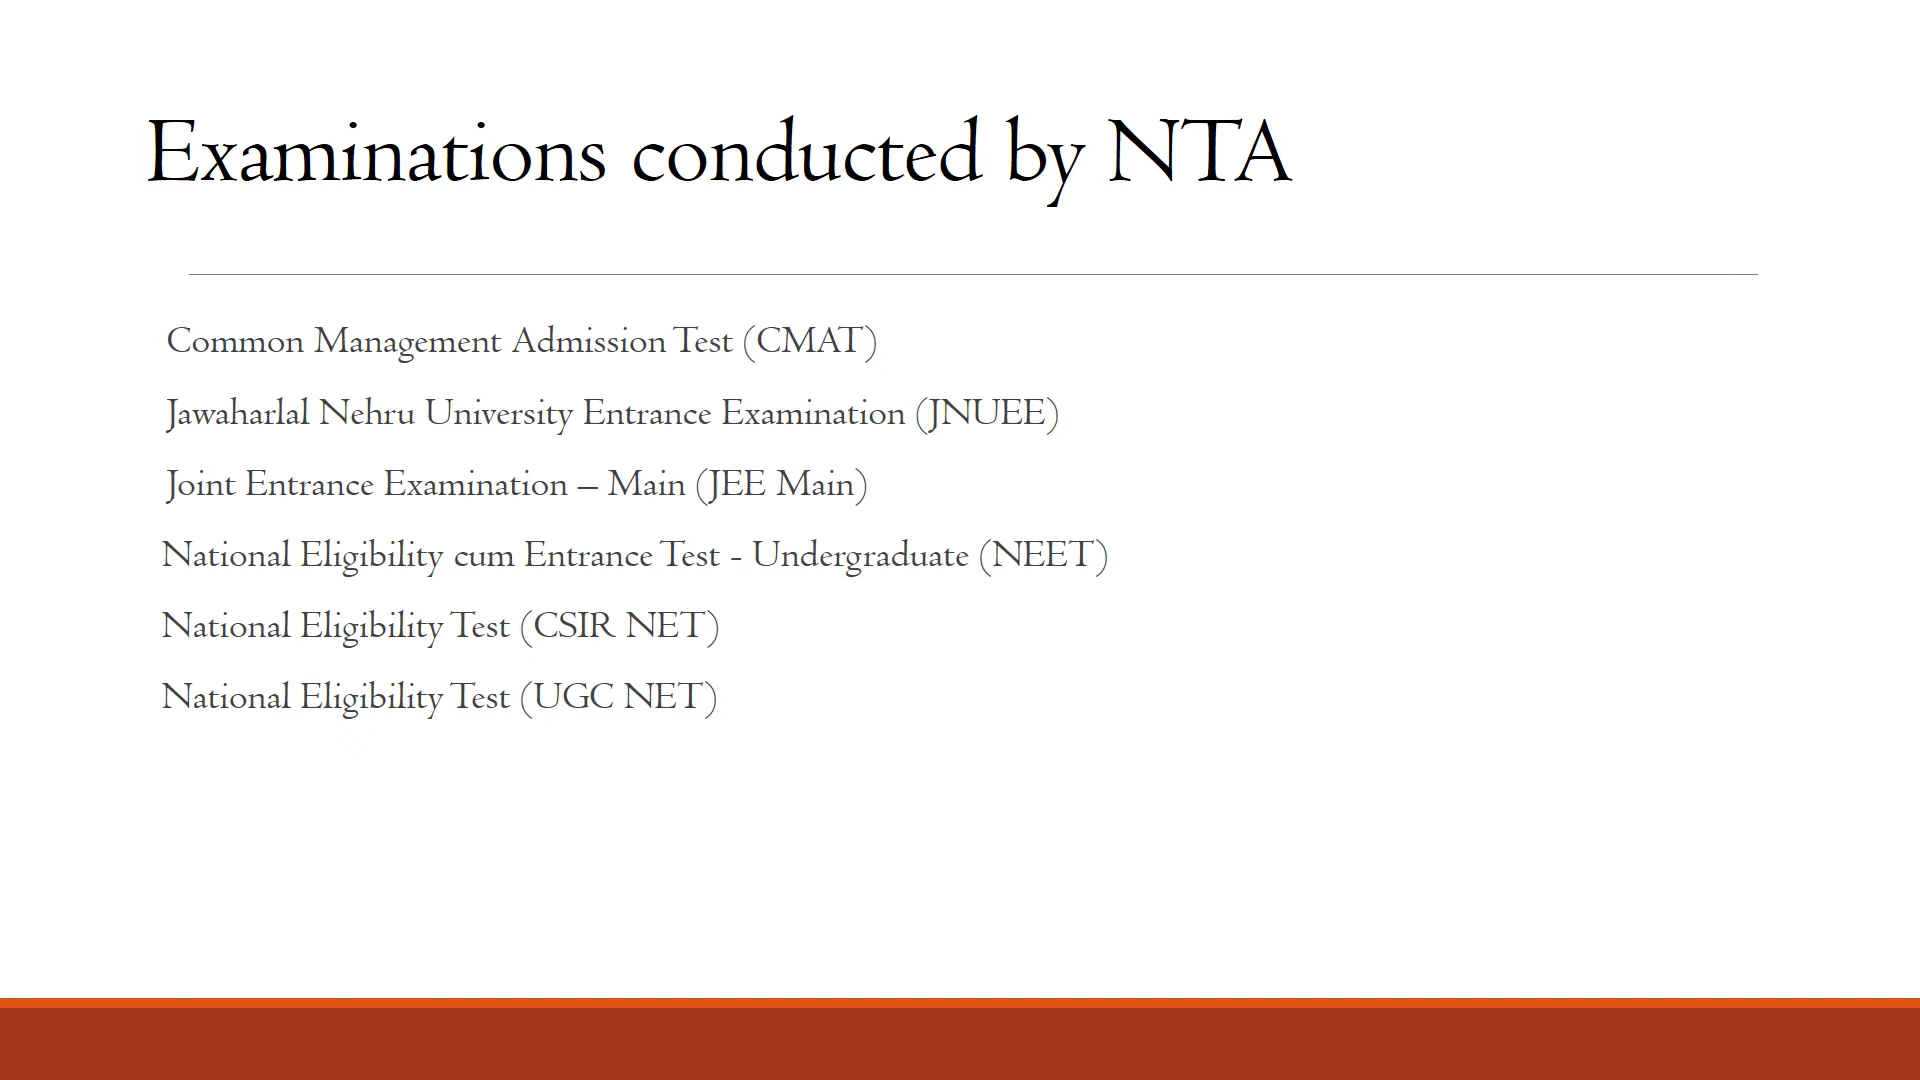 Examinations conducted by NTA
Common Management Admission Test (CMAT)
Jawaharlal Nehru University Entrance Examination (JNUEE)
Joint Entrance Examination – Main (JEE Main)
National Eligibility cum Entrance Test - Undergraduate (NEET)
National Eligibility Test (CSIR NET)
National Eligibility Test (UGC NET)